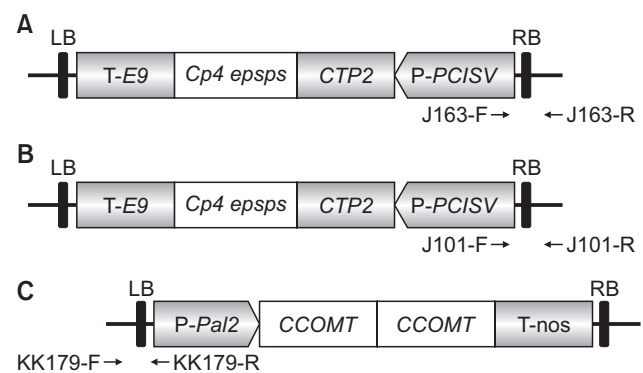 A
LB RB
T-E9 Cp4 epsps CTP2 P-PCISV
J163-F J163-R
B
LB RB
T-E9 Cp4 epsps CTP2 P-PCISV
J101-F J101-R
C
LB RB
P-Pal2 CCOMT CCOMT T-nos
KK179-F KK179-R